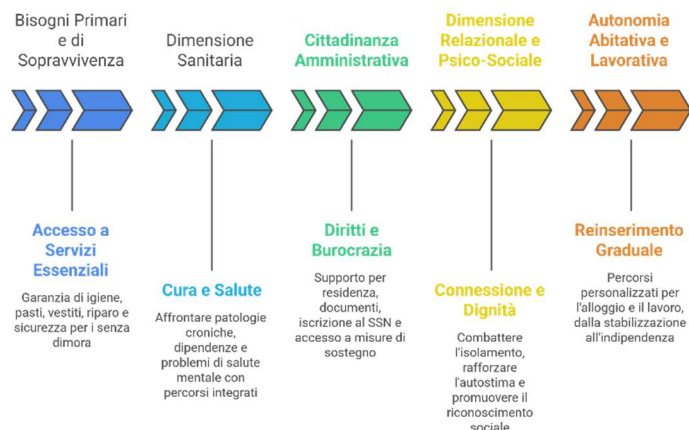 Bisogni Primari
e di
Sopravvivenza
Dimensione
Sanitaria
Cittadinanza
Amministrativa
Dimensione
Relazionale e
Psico-Sociale
Autonomia
Abitativa e
Lavorativa
Accesso a
Servizi
Essenziali
Garanzia di igiene,
pasti, vestiti, riparo e
sicurezza per i senza
dimora
Cura e Salute
Affrontare patologie
croniche,
dipendenze e
problemi di salute
mentale con
percorsi integrati
Diritti e
Burocrazia
Supporto per
residenza,
documenti,
iscrizione al SSN e
accesso a misure di
sostegno
Connessione e
Dignità
Combattere
l'isolamento,
rafforzare
l'autostima e
promuovere il
riconoscimento
sociale
Reinserimento
Graduale
Percorsi
personalizzati per
l'alloggio e il lavoro,
dalla stabilizzazione
all'indipendenza